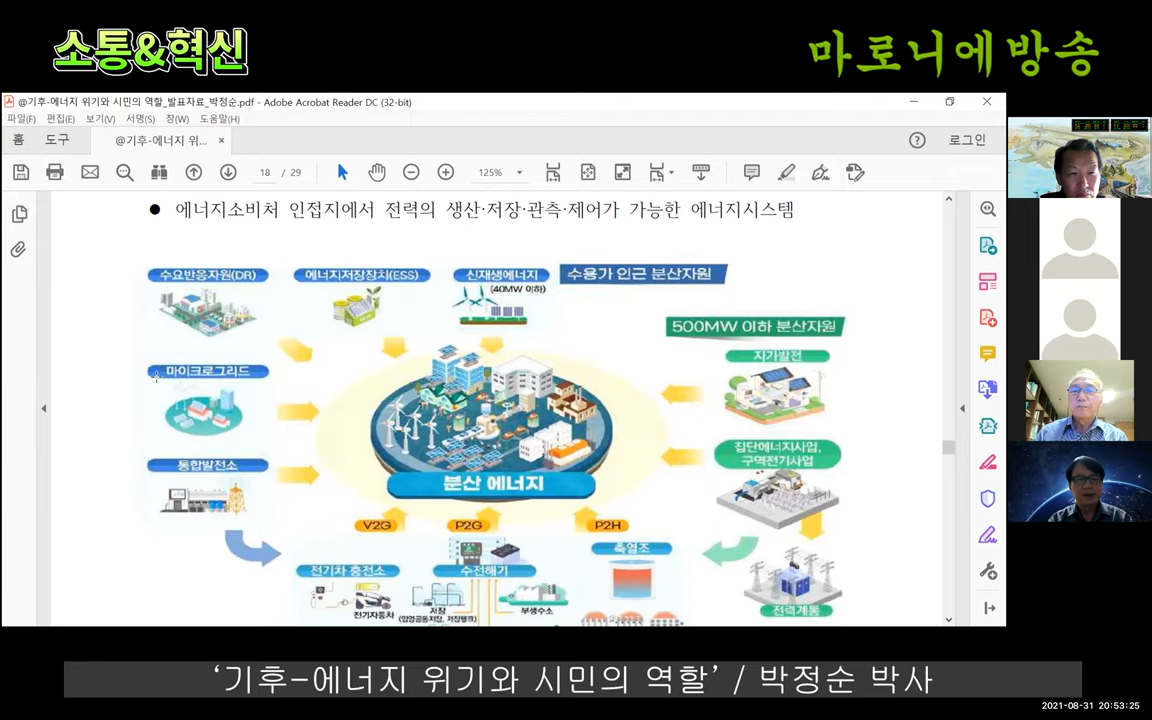 소통&혁신
마로니에방송
@기후-에너지 위기와 시민의 역할_발표자료_박정순.pdf - Adobe Acrobat Reader DC (32-bit)
파일(F) 편집(E) 보기(V) 서명(S) 창(W) 도움말(H)
홈 도구 @기후-에너지 위... × 로그인
18 / 29 125%
● 에너지소비처 인접지에서 전력의 생산·저장·관측·제어가 가능한 에너지시스템
수요반응자원(DR) 에너지저장장치(ESS) 신재생에너지 수용가 인근 분산자원
(40MW 이하)
500MW 이하 분산자원
자가발전
마이크로그리드
집단에너지사업,
구역전기사업
통합발전소
분산 에너지
V2G P2G P2H
축열조
전기차 충전소 수전해기
전기자동차 저장 부생수소
전력계통
'기후-에너지 위기와 시민의 역할' / 박정순 박사
2021-08-31 20:53:25